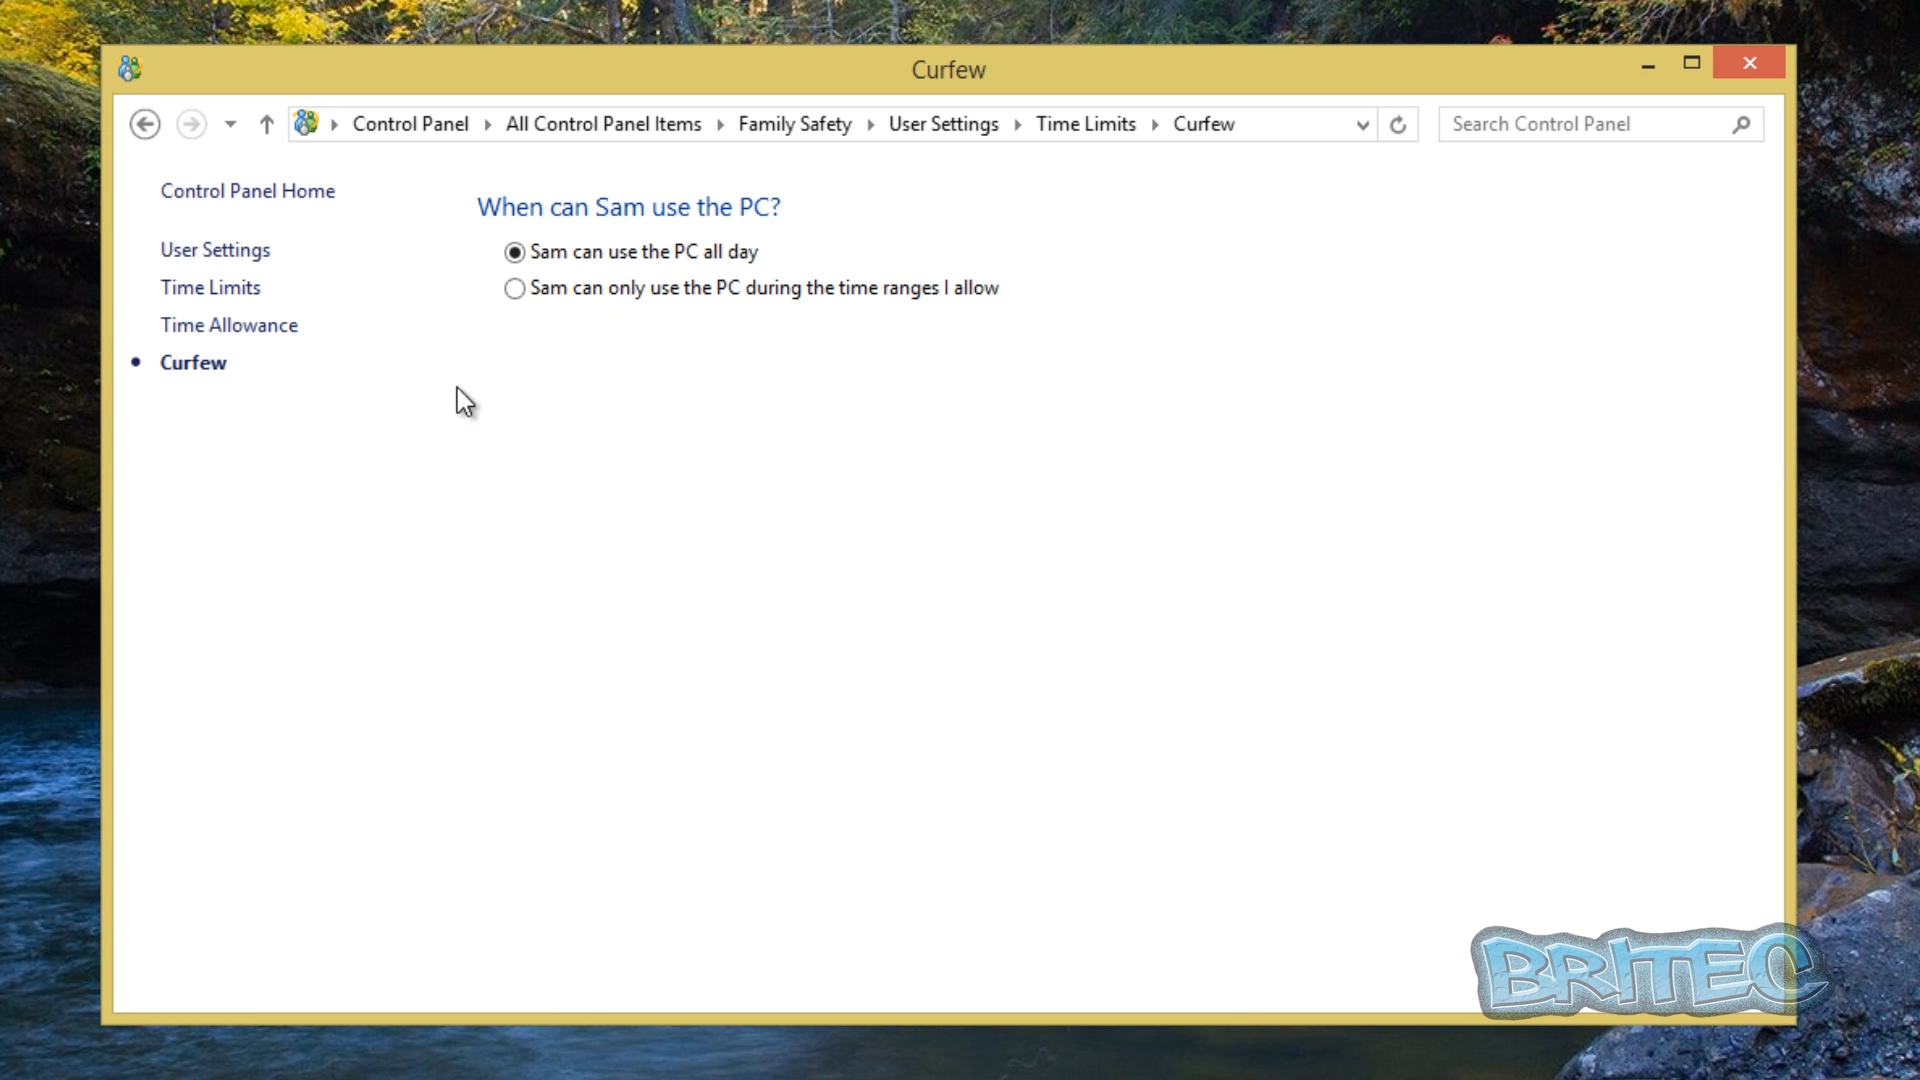 Curfew
Control Panel All Control Panel Items Family Safety User Settings Time Limits Curfew
Search Control Panel
Control Panel Home
User Settings
Time Limits
Time Allowance
Curfew
When can Sam use the PC?
Sam can use the PC all day
Sam can only use the PC during the time ranges I allow
BRITEC